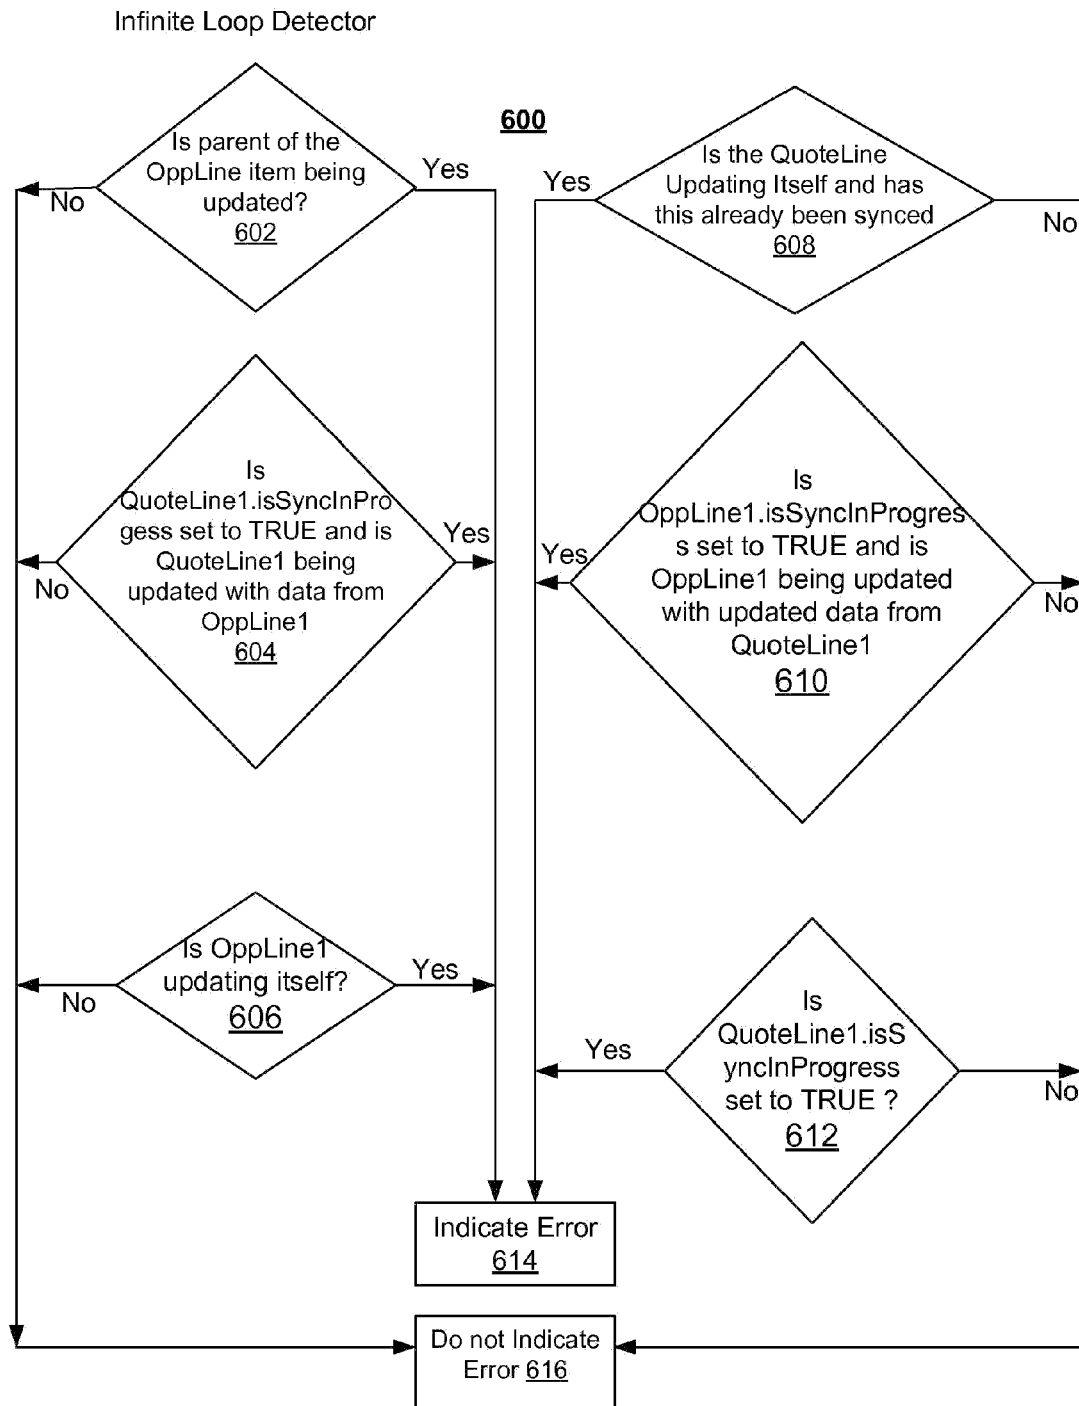 Infinite Loop Detector
600
Is parent of the
OppLine item being
updated?
602
No
Yes
Is
QuoteLine1.isSyncInPro
gess set to TRUE and is
QuoteLine1 being
updated with data from
OppLine1
604
No
Yes
Is OppLine1
updating itself?
606
No
Yes
Is the QuoteLine
Updating Itself and has
this already been synced
608
Yes
No
Is
OppLine1.isSyncInProgres
s set to TRUE and is
OppLine1 being updated
with updated data from
QuoteLine1
610
Yes
No
Is
QuoteLine1.isS
yncInProgress
set to TRUE ?
612
Yes
No
Indicate Error
614
Do not Indicate
Error 616